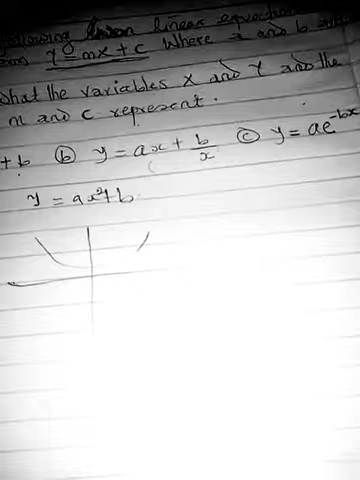 following linear equation
Y = mX + C where a and b are
what the variables X and Y and the
m and C represent.
+ b (b) y = ax + b/x (c) y = ae^-bx
y = ax² + b